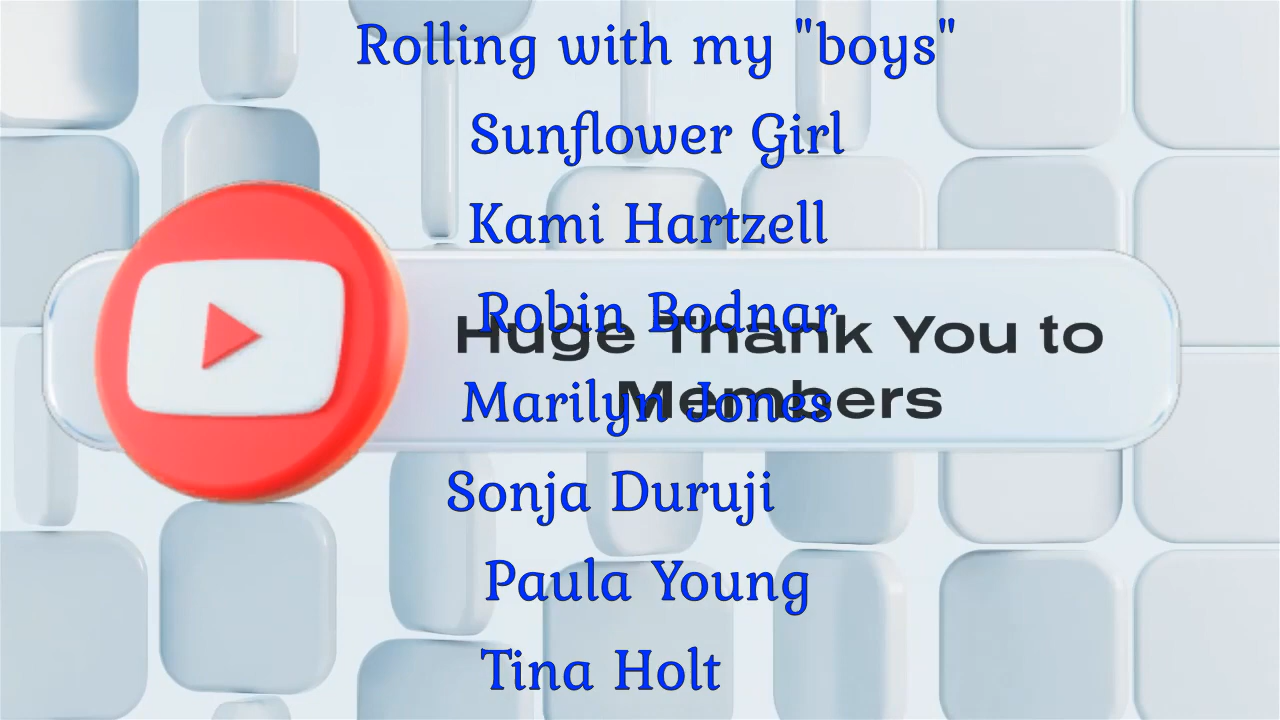 Rolling with my "boys"
Sunflower Girl
Kami Hartzell
Robin Bodnar
Huge Thank You to
Marilyn Jones
Members
Sonja Duruji
Paula Young
Tina Holt